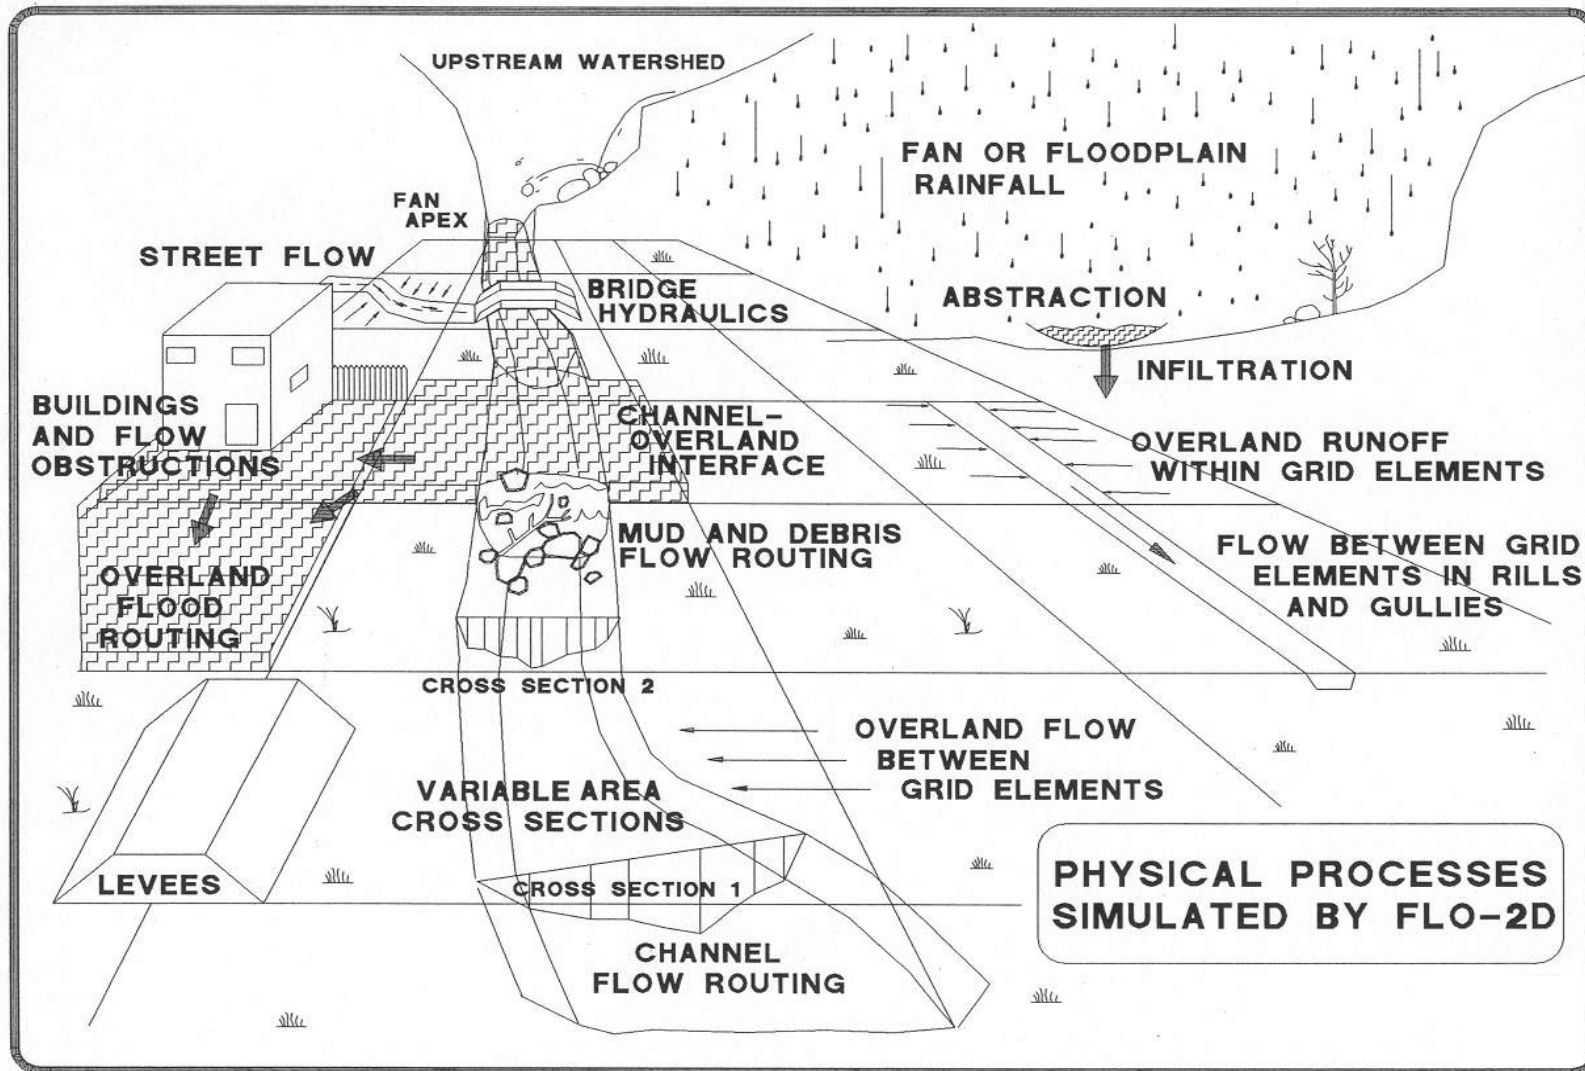 UPSTREAM WATERSHED
FAN OR FLOODPLAIN
RAINFALL
FAN
APEX
STREET FLOW
BRIDGE
HYDRAULICS
ABSTRACTION
INFILTRATION
BUILDINGS
AND FLOW
OBSTRUCTIONS
CHANNEL-
OVERLAND
INTERFACE
OVERLAND RUNOFF
WITHIN GRID ELEMENTS
MUD AND DEBRIS
FLOW ROUTING
FLOW BETWEEN GRID
ELEMENTS IN RILLS
AND GULLIES
OVERLAND
FLOOD
ROUTING
CROSS SECTION 2
OVERLAND FLOW
BETWEEN
GRID ELEMENTS
VARIABLE AREA
CROSS SECTIONS
LEVEES
CROSS SECTION 1
CHANNEL
FLOW ROUTING
PHYSICAL PROCESSES
SIMULATED BY FLO-2D